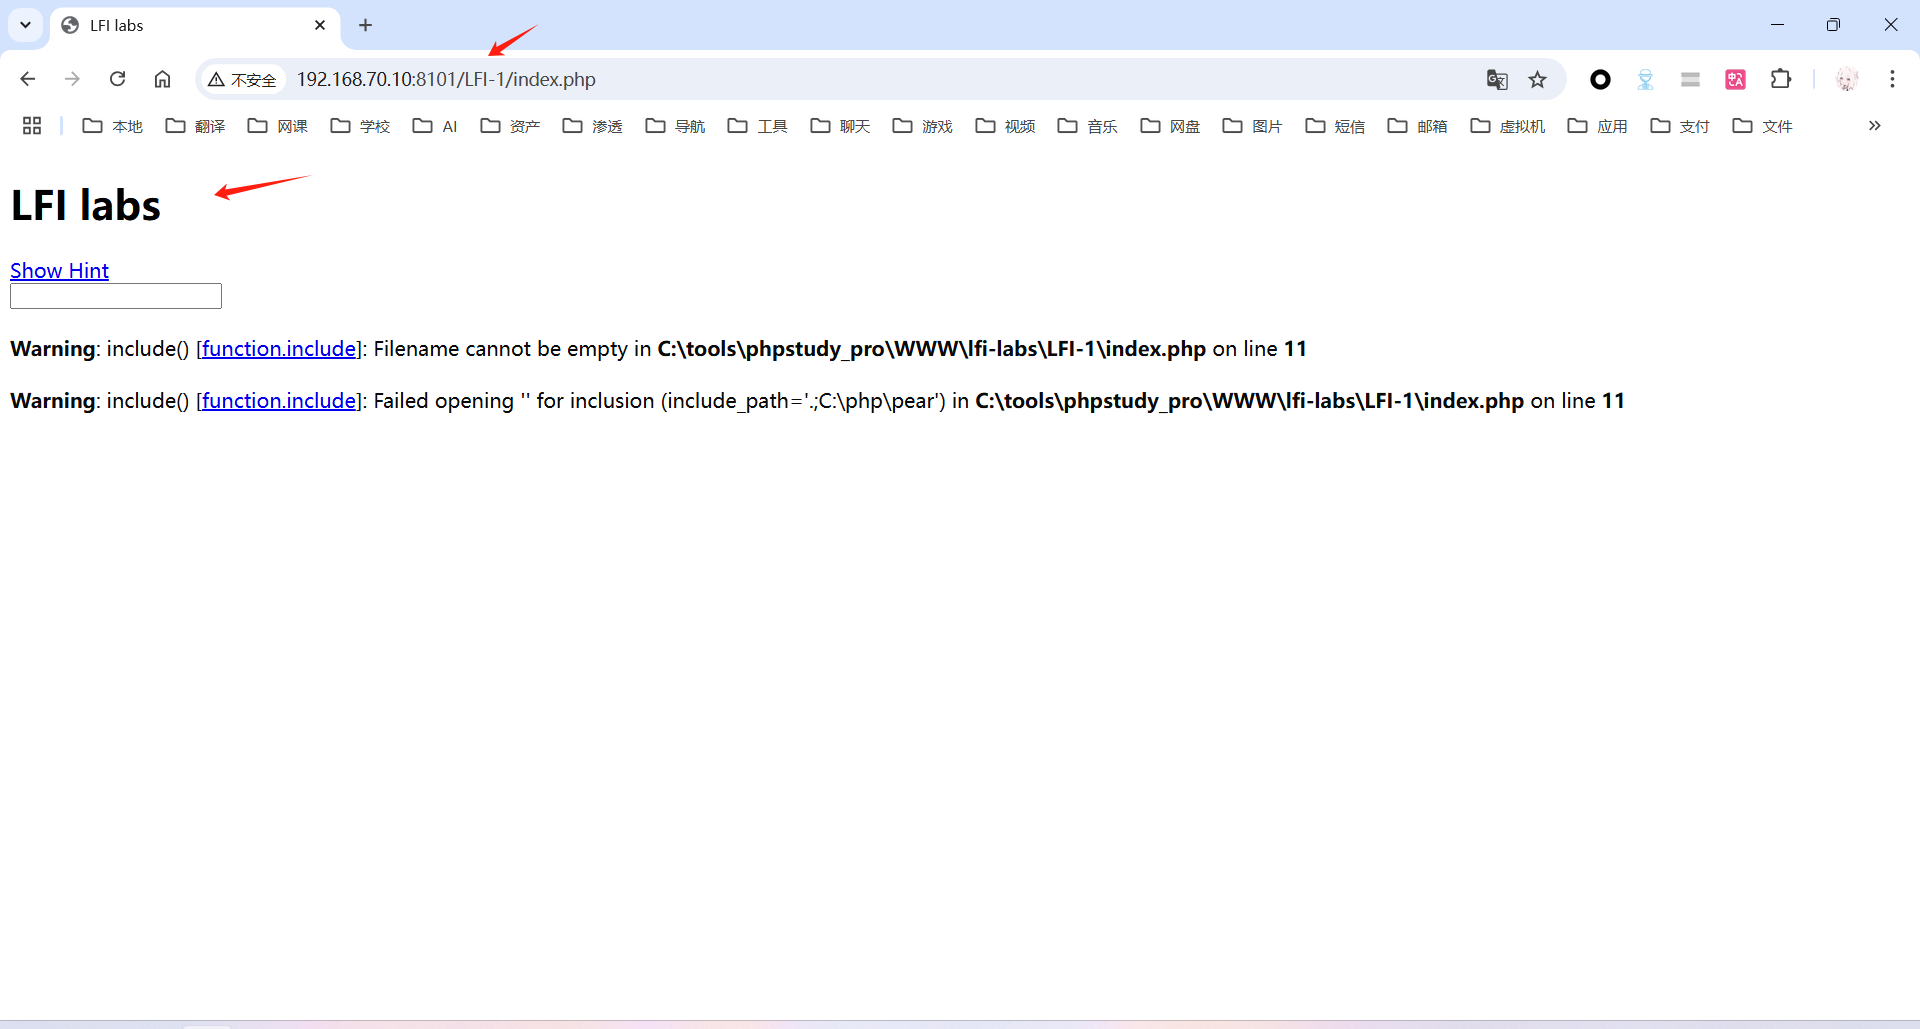 LFI labs
不安全 192.168.70.10:8101/LFI-1/index.php
本地 翻译 网课 学校 AI 资产 渗透 导航 工具 聊天 游戏 视频 音乐 网盘 图片 短信 邮箱 虚拟机 应用 支付 文件
LFI labs
Show Hint
Warning: include() [function.include]: Filename cannot be empty in C:\tools\phpstudy_pro\WWW\lfi-labs\LFI-1\index.php on line 11
Warning: include() [function.include]: Failed opening '' for inclusion (include_path='.;C:\php\pear') in C:\tools\phpstudy_pro\WWW\lfi-labs\LFI-1\index.php on line 11